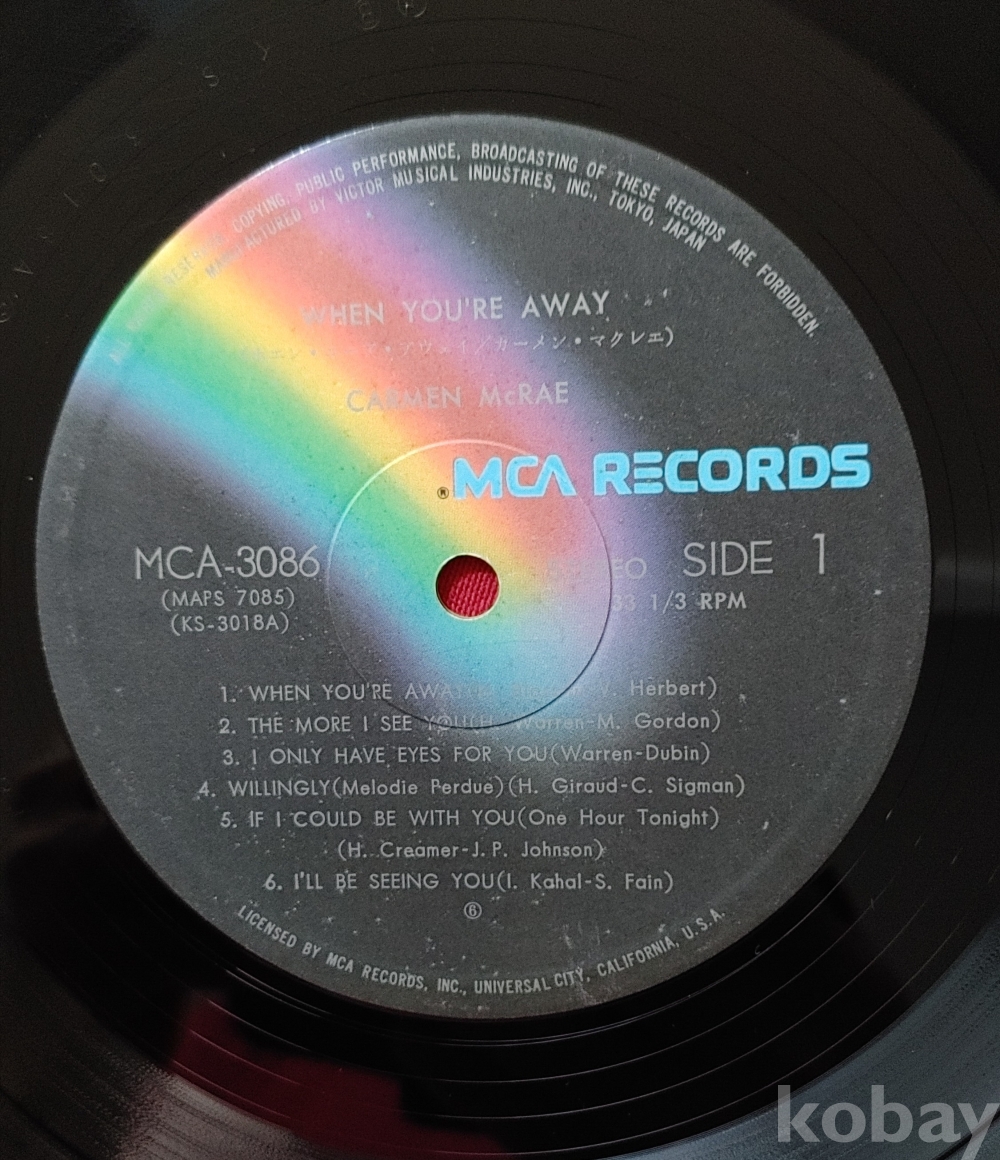 ALL RIGHTS RESERVED. COPYING, PUBLIC PERFORMANCE, BROADCASTING OF THESE RECORDS ARE FORBIDDEN.
MANUFACTURED BY VICTOR MUSICAL INDUSTRIES, INC., TOKYO, JAPAN
WHEN YOU'RE AWAY
カーメン・マクレエ)
CARMEN McRAE
® MCA RECORDS
MCA-3086
SIDE 1
(MAPS 7085)
33 1/3 RPM
(KS-3018A)
1. WHEN YOU'RE AWAY V. Herbert)
2. THE MORE I SEE YOU(H. Warren-M. Gordon)
3. I ONLY HAVE EYES FOR YOU(Warren-Dubin)
4. WILLINGLY(Melodie Perdue)(H. Giraud-C. Sigman)
5. IF I COULD BE WITH YOU(One Hour Tonight)
(H. Creamer-J.P. Johnson)
6. I'LL BE SEEING YOU(I. Kahal-S. Fain)
⑥
LICENSED BY MCA RECORDS, INC., UNIVERSAL CITY, CALIFORNIA, U.S.A.
kobay